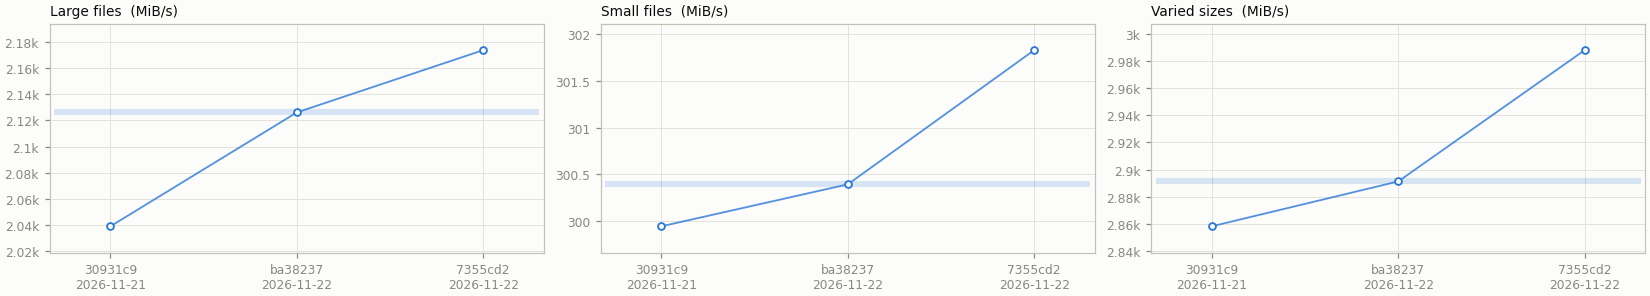 Large files (MiB/s)
2.18k
2.16k
2.14k
2.12k
2.1k
2.08k
2.06k
2.04k
2.02k
30931c9
2026-11-21
ba38237
2026-11-22
7355cd2
2026-11-22
Small files (MiB/s)
302
301.5
301
300.5
300
30931c9
2026-11-21
ba38237
2026-11-22
7355cd2
2026-11-22
Varied sizes (MiB/s)
3k
2.98k
2.96k
2.94k
2.92k
2.9k
2.88k
2.86k
2.84k
30931c9
2026-11-21
ba38237
2026-11-22
7355cd2
2026-11-22